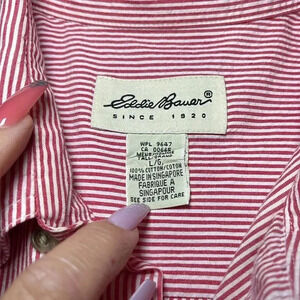 Eddie Bauer®
SINCE 1920
WPL 9647
CA 00668
L/G
100% COTTON/COTON
MADE IN SINGAPORE
FABRIQUE A
SINGAPOUR
SEE SIDE FOR CARE